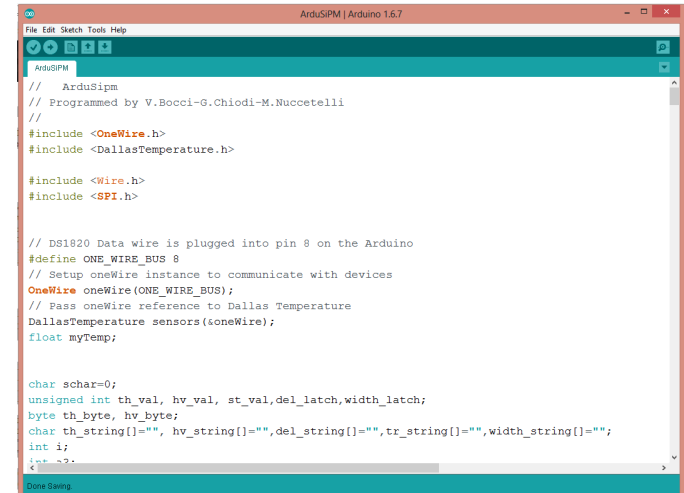 ArduSiPM | Arduino 1.6.7
File Edit Sketch Tools Help
ArduSiPM
//   ArduSipm
// Programmed by V.Bocci-G.Chiodi-M.Nuccetelli
//
#include <OneWire.h>
#include <DallasTemperature.h>
#include <Wire.h>
#include <SPI.h>
// DS1820 Data wire is plugged into pin 8 on the Arduino
#define ONE_WIRE_BUS 8
// Setup oneWire instance to communicate with devices
OneWire oneWire(ONE_WIRE_BUS);
// Pass oneWire reference to Dallas Temperature
DallasTemperature sensors(&oneWire);
float myTemp;
char schar=0;
unsigned int th_val, hv_val, st_val,del_latch,width_latch;
byte th_byte, hv_byte;
char th_string[]="", hv_string[]="",del_string[]="",tr_string[]="",width_string[]="";
int i;
Done Saving.